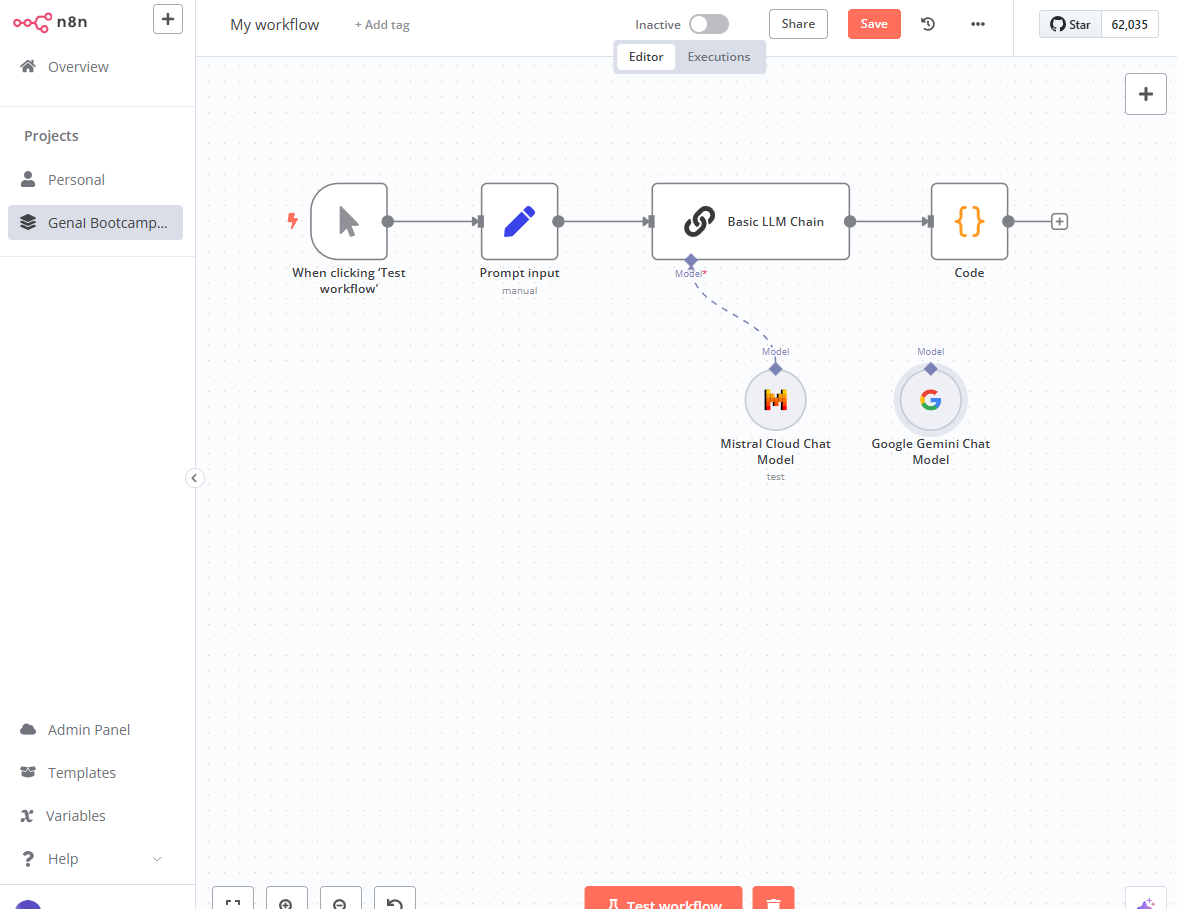 n8n
My workflow
+ Add tag
Inactive
Share
Save
Star
62,035
Editor
Executions
Overview
Projects
Personal
Genai Bootcamp...
When clicking ‘Test
workflow’
Prompt input
manual
Basic LLM Chain
Model*
Code
Model
Mistral Cloud Chat
Model
test
Model
Google Gemini Chat
Model
Admin Panel
Templates
Variables
Help
Test workflow